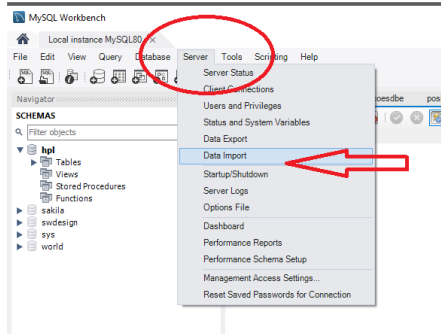 MySQL Workbench
Local instance MySQL80
File Edit View Query Database Server Tools Scripting Help
Navigator
SCHEMAS
Filter objects
hpl
Tables
Views
Stored Procedures
Functions
sakila
swdesign
sys
world
Server Status
Client Connections
Users and Privileges
Status and System Variables
Data Export
Data Import
Startup/Shutdown
Server Logs
Options File
Dashboard
Performance Reports
Performance Schema Setup
Management Access Settings...
Reset Saved Passwords for Connection
oesdbe pos